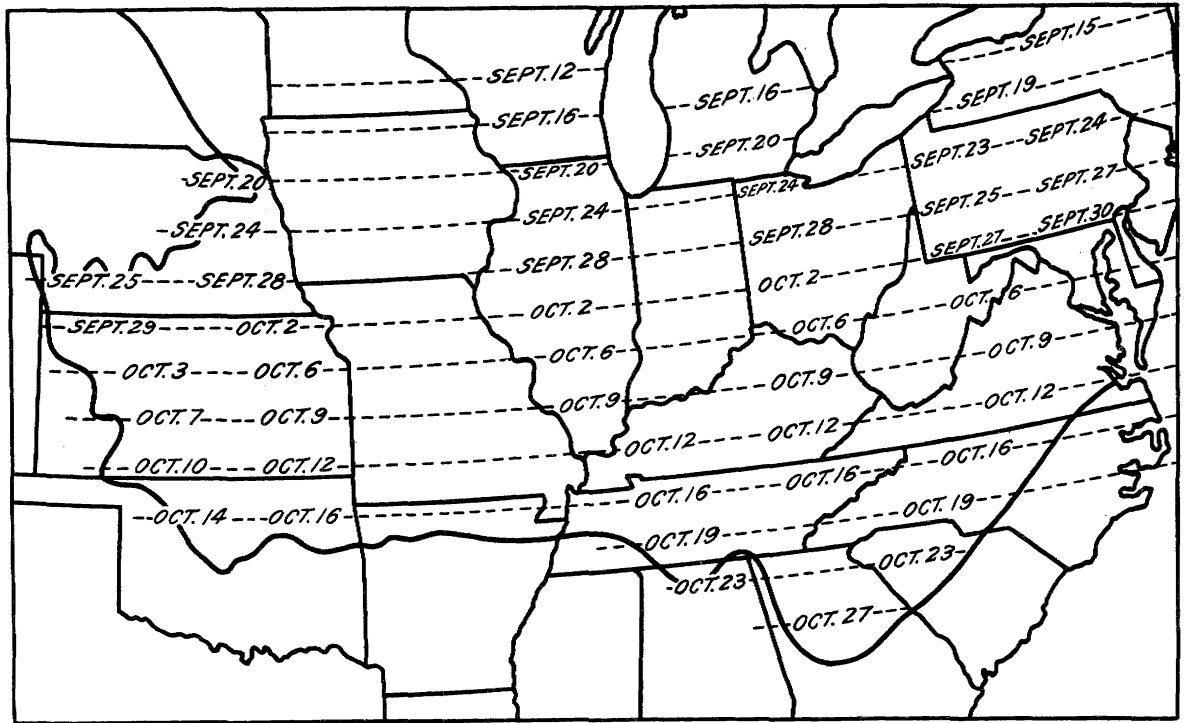 SEPT. 15
SEPT. 12
SEPT. 16
SEPT. 19
SEPT. 16
SEPT. 24
SEPT. 20
SEPT. 23
SEPT. 20
SEPT. 20
SEPT. 24
SEPT. 27
SEPT. 25
SEPT. 24
SEPT. 30
SEPT. 24
SEPT. 28
SEPT. 27
SEPT. 28
SEPT. 25
SEPT. 28
OCT. 2
OCT. 6
OCT. 2
SEPT. 29
OCT. 2
OCT. 6
OCT. 9
OCT. 6
OCT. 3
OCT. 6
OCT. 9
OCT. 12
OCT. 9
OCT. 7
OCT. 9
OCT. 12
OCT. 12
OCT. 16
OCT. 10
OCT. 12
OCT. 16
OCT. 16
OCT. 19
OCT. 14
OCT. 16
OCT. 19
OCT. 23
OCT. 23
OCT. 27